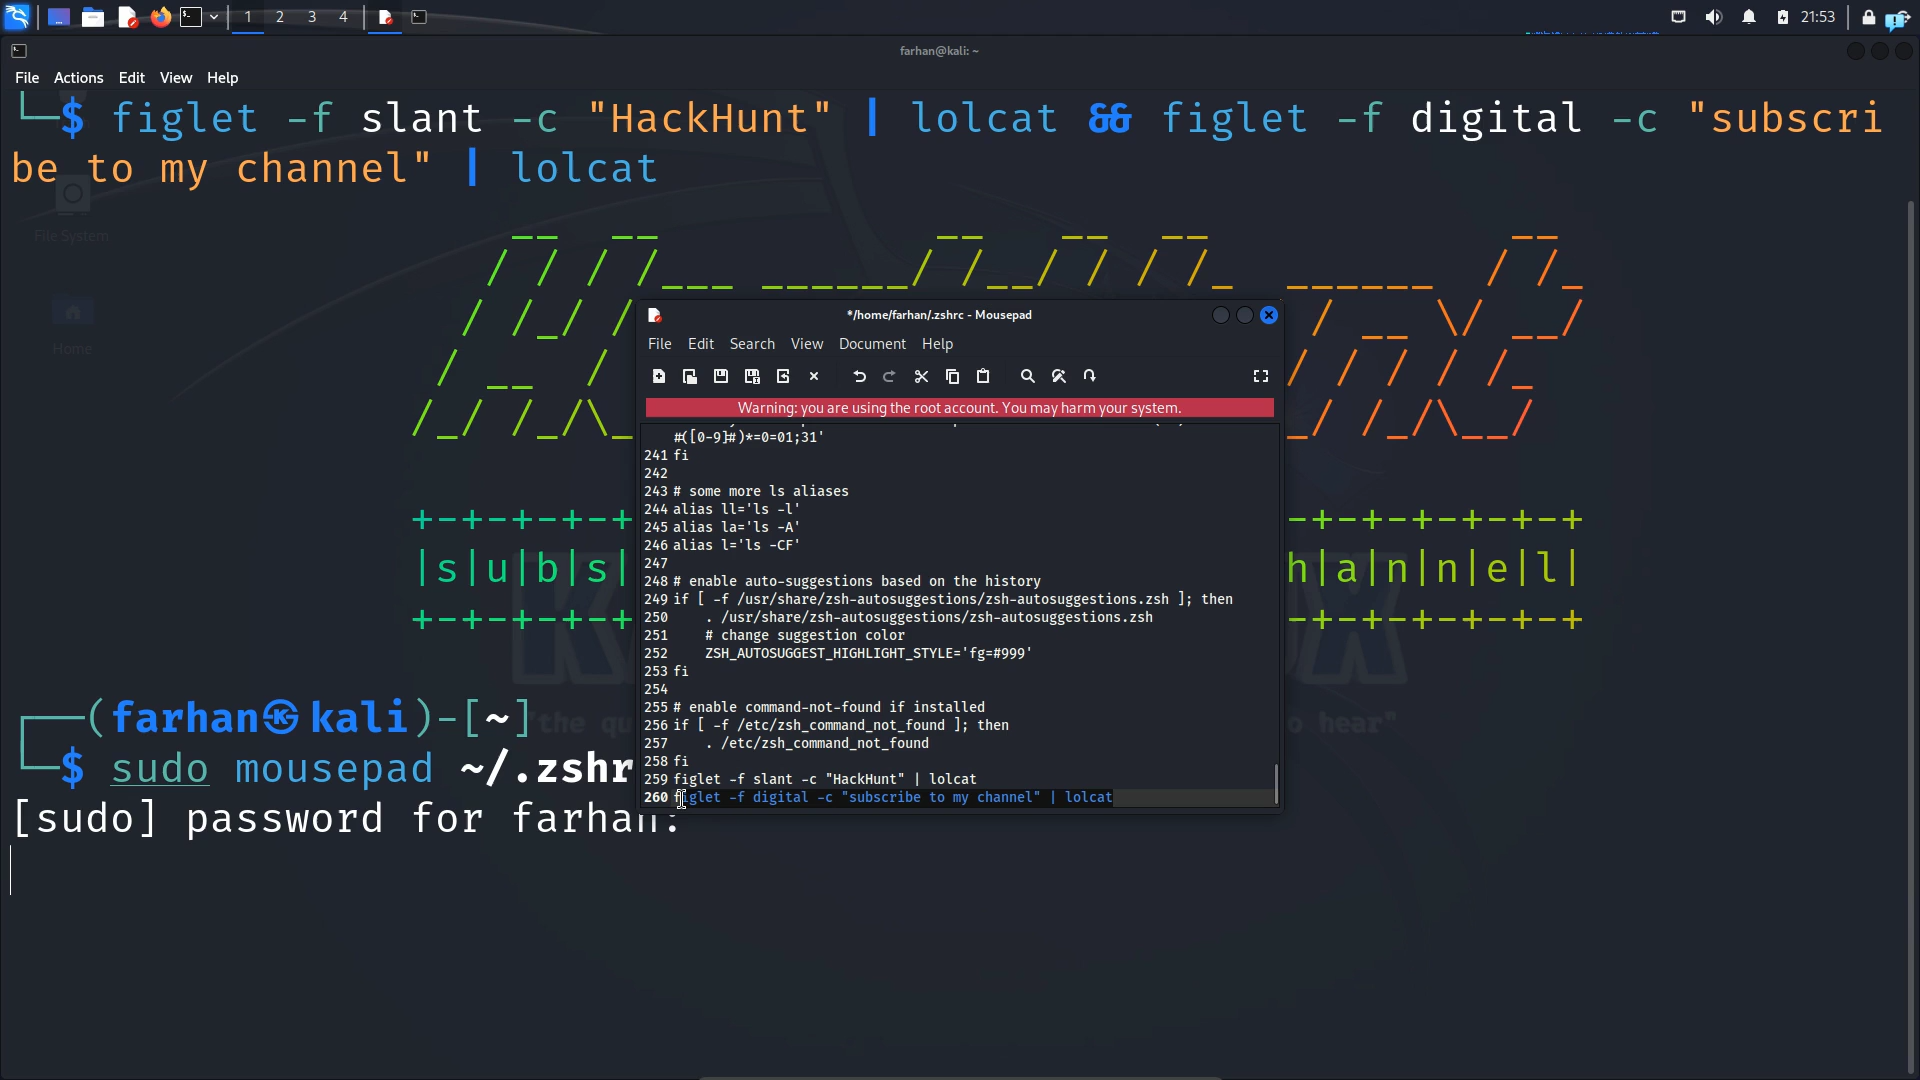 1 2 3 4 21:53
farhan@kali: ~
File Actions Edit View Help
└─$ figlet -f slant -c "HackHunt" | lolcat && figlet -f digital -c "subscri
be to my channel" | lolcat
File System
Home
*/home/farhan/.zshrc - Mousepad
File Edit Search View Document Help
Warning: you are using the root account. You may harm your system.
#([0-9]#)*=0=01;31'
241 fi
242
243 # some more ls aliases
244 alias ll='ls -l'
245 alias la='ls -A'
246 alias l='ls -CF'
247
248 # enable auto-suggestions based on the history
249 if [ -f /usr/share/zsh-autosuggestions/zsh-autosuggestions.zsh ]; then
250 . /usr/share/zsh-autosuggestions/zsh-autosuggestions.zsh
251 # change suggestion color
252 ZSH_AUTOSUGGEST_HIGHLIGHT_STYLE='fg=#999'
253 fi
254
255 # enable command-not-found if installed
256 if [ -f /etc/zsh_command_not_found ]; then
257 . /etc/zsh_command_not_found
258 fi
259 figlet -f slant -c "HackHunt" | lolcat
260 figlet -f digital -c "subscribe to my channel" | lolcat
+-+-+-+-+ -+-+-+-+-+-+
|s|u|b|s| h|a|n|n|e|l|
+-+-+-+-+ -+-+-+-+-+-+
"the qu o hear"
┌──(farhan㉿kali)-[~]
└─$ sudo mousepad ~/.zshr
[sudo] password for farhan: